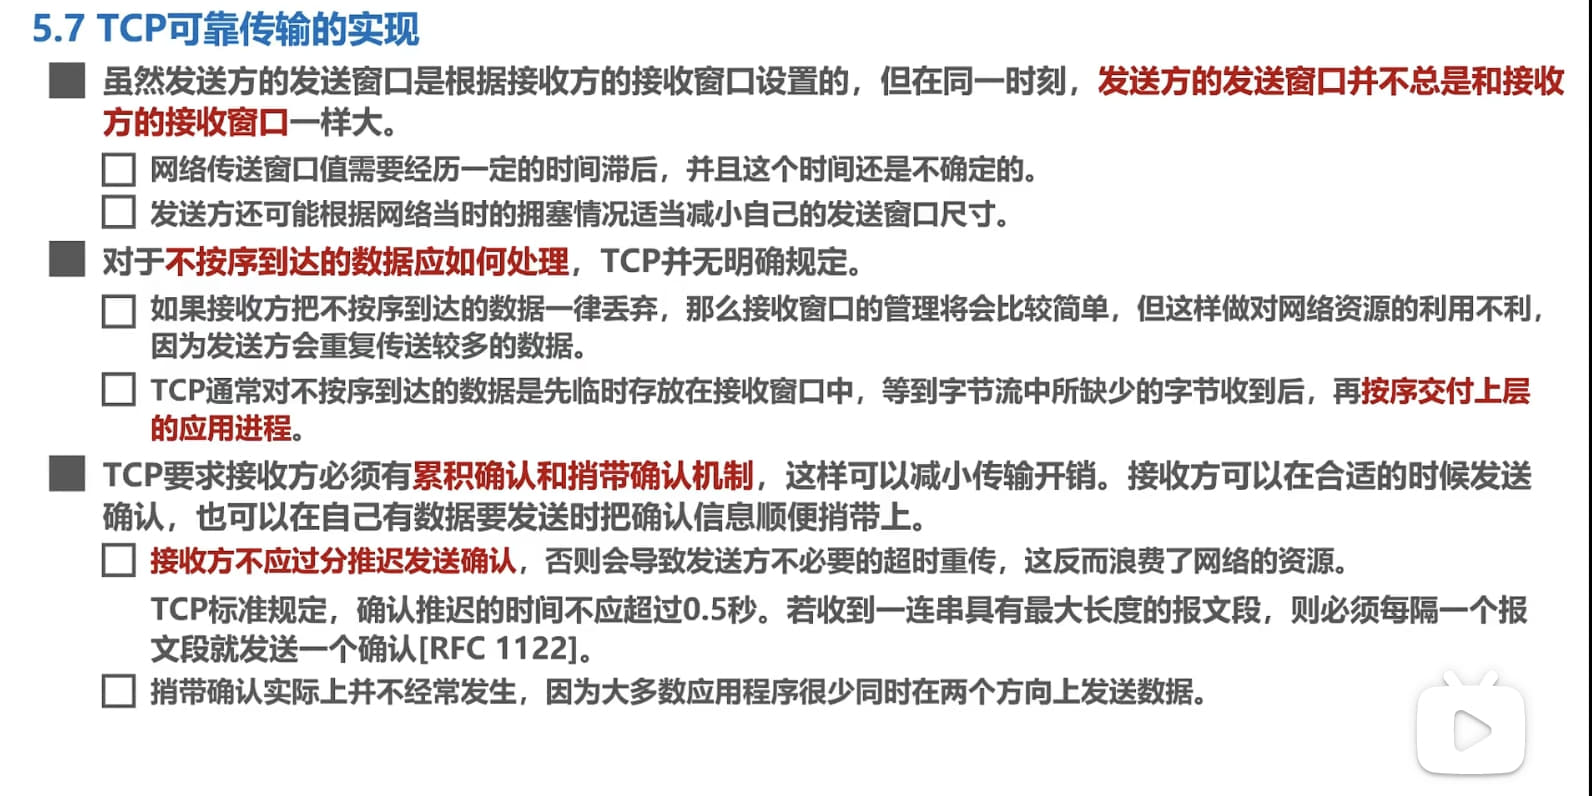 5.7 TCP可靠传输的实现
虽然发送方的发送窗口是根据接收方的接收窗口设置的，但在同一时刻，发送方的发送窗口并不总是和接收
方的接收窗口一样大。
网络传送窗口值需要经历一定的时间滞后，并且这个时间还是不确定的。
发送方还可能根据网络当时的拥塞情况适当减小自己的发送窗口尺寸。
对于不按序到达的数据应如何处理，TCP并无明确规定。
如果接收方把不按序到达的数据一律丢弃，那么接收窗口的管理将会比较简单，但这样做对网络资源的利用不利，
因为发送方会重复传送较多的数据。
TCP通常对不按序到达的数据是先临时存放在接收窗口中，等到字节流中所缺少的字节收到后，再按序交付上层
的应用进程。
TCP要求接收方必须有累积确认和捎带确认机制，这样可以减小传输开销。接收方可以在合适的时候发送
确认，也可以在自己有数据要发送时把确认信息顺便捎带上。
接收方不应过分推迟发送确认，否则会导致发送方不必要的超时重传，这反而浪费了网络的资源。
TCP标准规定，确认推迟的时间不应超过0.5秒。若收到一连串具有最大长度的报文段，则必须每隔一个报
文段就发送一个确认[RFC 1122]。
捎带确认实际上并不经常发生，因为大多数应用程序很少同时在两个方向上发送数据。